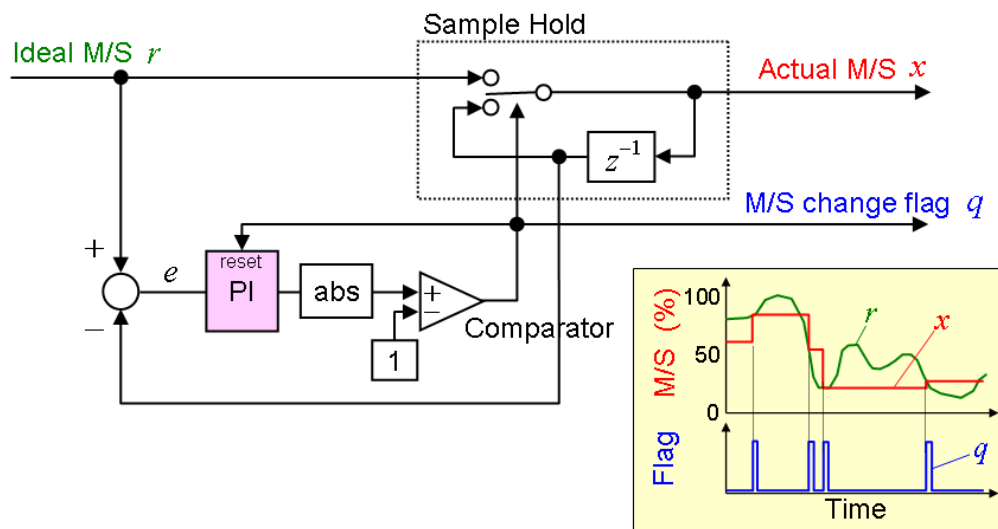 Sample Hold
Ideal M/S r
Actual M/S x
z⁻¹
M/S change flag q
+
e
−
reset
PI
abs
+
−
Comparator
1
M/S (%)
100
50
0
r
x
Flag
q
Time